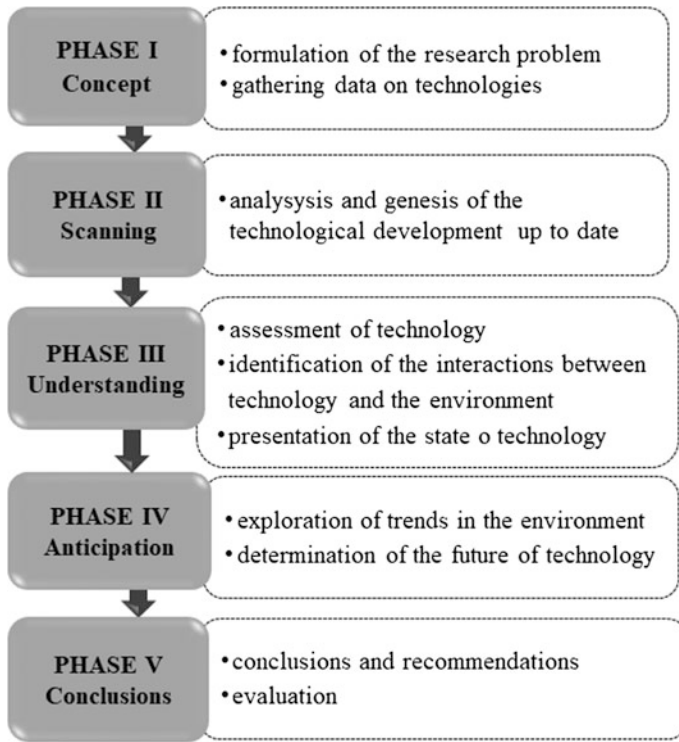 PHASE I
Concept
• formulation of the research problem
• gathering data on technologies
PHASE II
Scanning
• analysysis and genesis of the
technological development up to date
PHASE III
Understanding
• assessment of technology
• identification of the interactions between
technology and the environment
• presentation of the state o technology
PHASE IV
Anticipation
• exploration of trends in the environment
• determination of the future of technology
PHASE V
Conclusions
• conclusions and recommendations
• evaluation